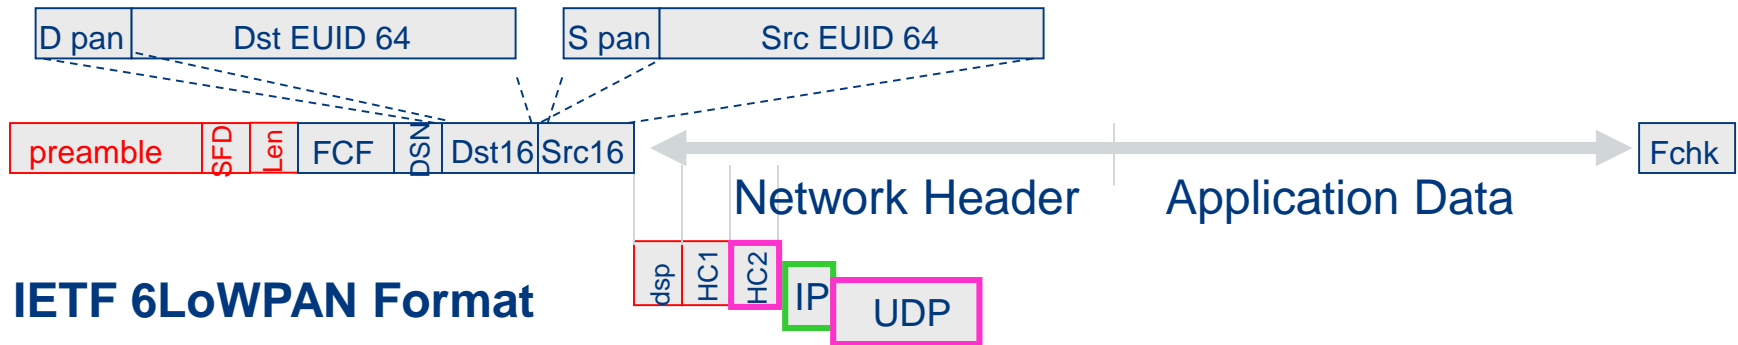 D pan Dst EUID 64 S pan Src EUID 64
preamble SFD Len FCF DSN Dst16 Src16 Fchk
Network Header Application Data
dsp HC1 HC2 IP UDP
IETF 6LoWPAN Format